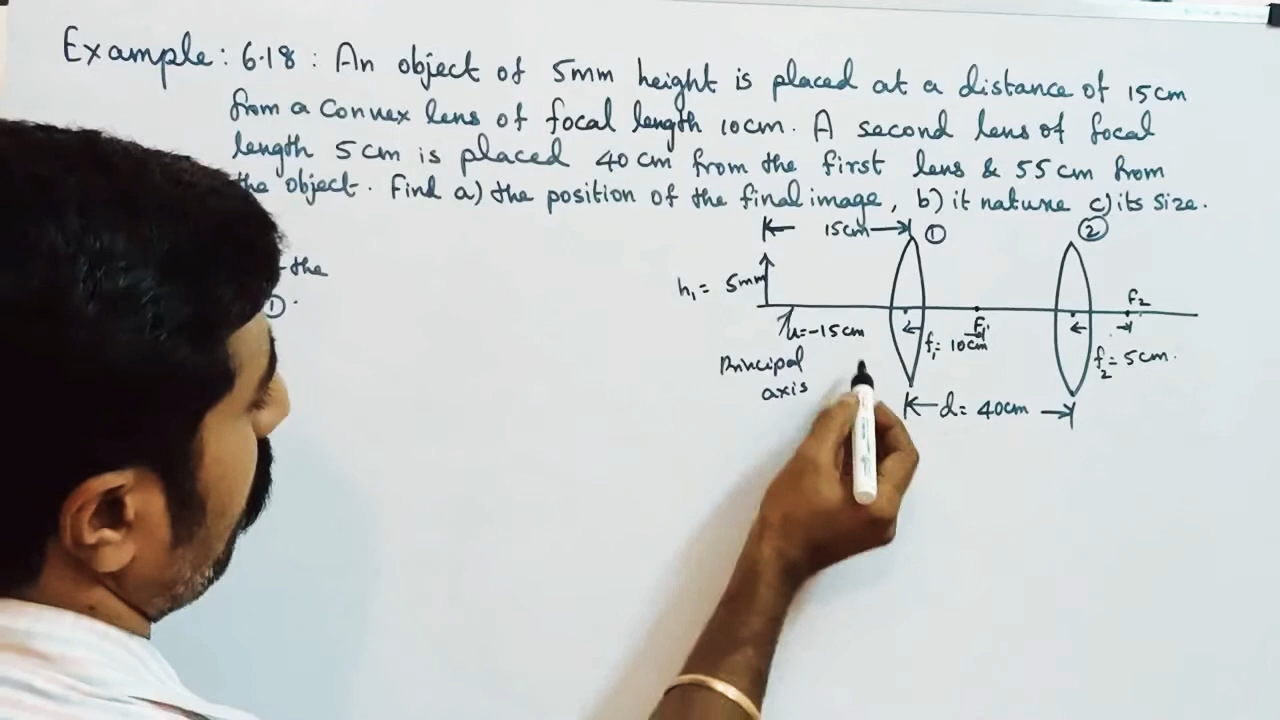 Example: 6.18 : An object of 5mm height is placed at a distance of 15cm
from a Convex lens of focal length 10cm. A second lens of focal
length 5cm is placed 40cm from the first lens & 55cm from
the object. Find a) the position of the final image, b) it nature c) its size.
15cm ① ②
the
①.
h₁ = 5mm
F₂
u=-15cm
F₁
f₁= 10cm
f₂= 5cm.
Principal
axis
d= 40cm